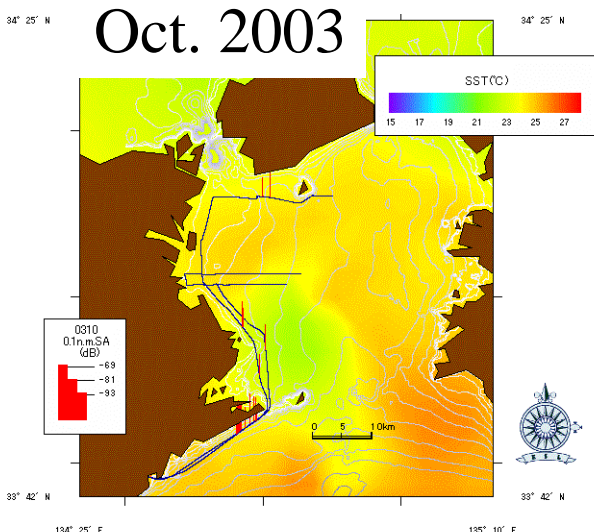 34° 25′ N
Oct. 2003
34° 25′ N
SST(℃)
15 17 19 21 23 25 27
0310
0.1n.m.SA
(dB)
-69
-81
-93
0 5 10km
33° 42′ N
33° 42′ N
134° 25′ E
135° 10′ E